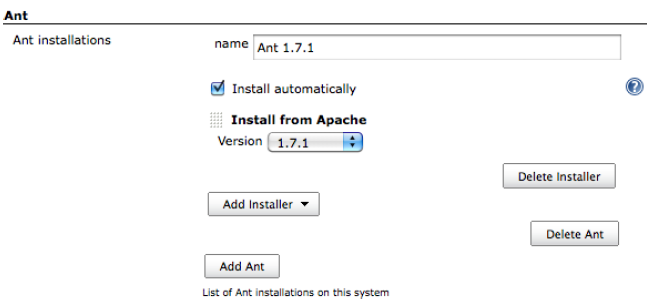 Ant
Ant installations
name Ant 1.7.1
Install automatically
Install from Apache
Version 1.7.1
Delete Installer
Add Installer
Delete Ant
Add Ant
List of Ant installations on this system